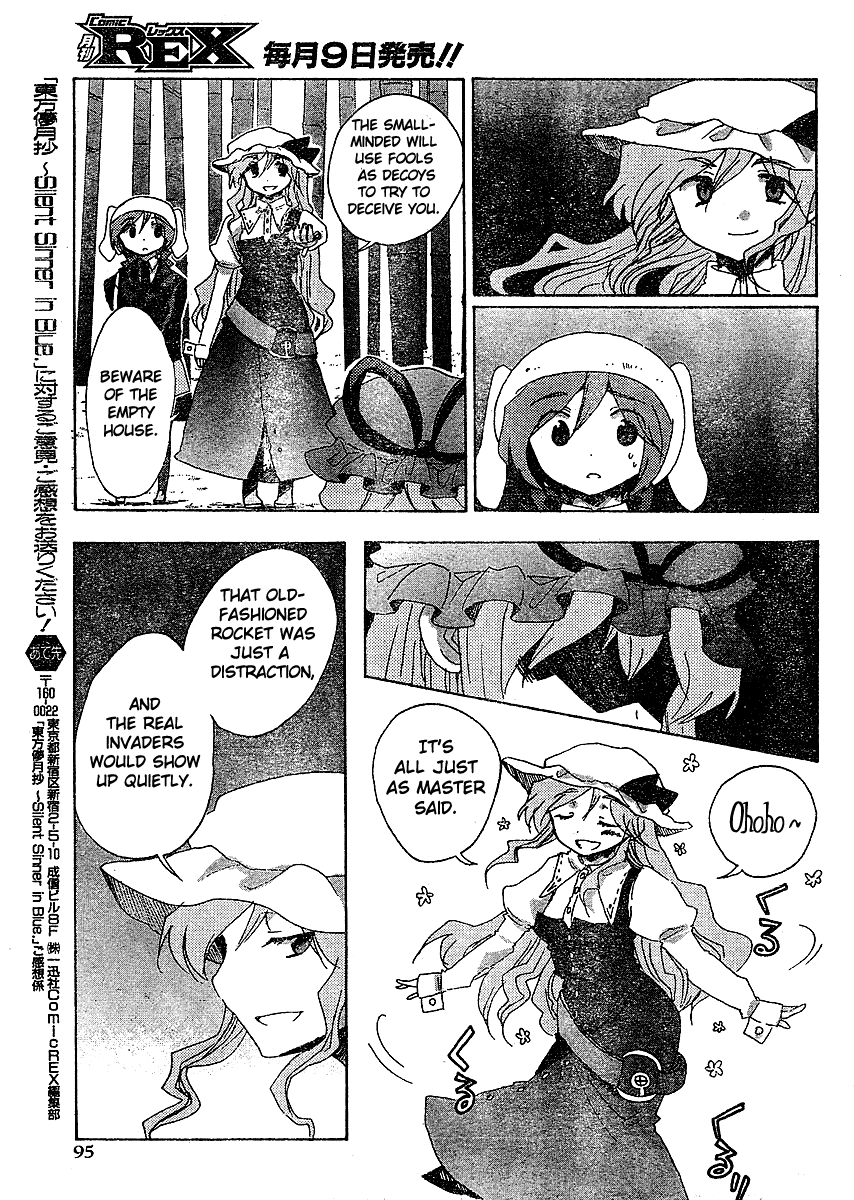 Comic
月刊
REX
レックス
毎月9日発売!!
THE SMALL-
MINDED WILL
USE FOOLS
AS DECOYS
TO TRY TO
DECEIVE YOU.
BEWARE
OF THE
EMPTY
HOUSE.
Ohoho~
IT'S
ALL JUST
AS MASTER
SAID.
くる
くる
くるっ
THAT OLD-
FASHIONED
ROCKET WAS
JUST A
DISTRACTION,
AND
THE REAL
INVADERS
WOULD SHOW
UP QUIETLY.
「東方儚月抄 ～Silent Sinner in Blue.」に対するご意見・ご感想をお送りください!
あて先
〒160-0022
東京都新宿区新宿2-5-10 成信ビル8F ㈱一迅社ComicREX編集部
「東方儚月抄 ～Silent Sinner in Blue.」ご感想係
95